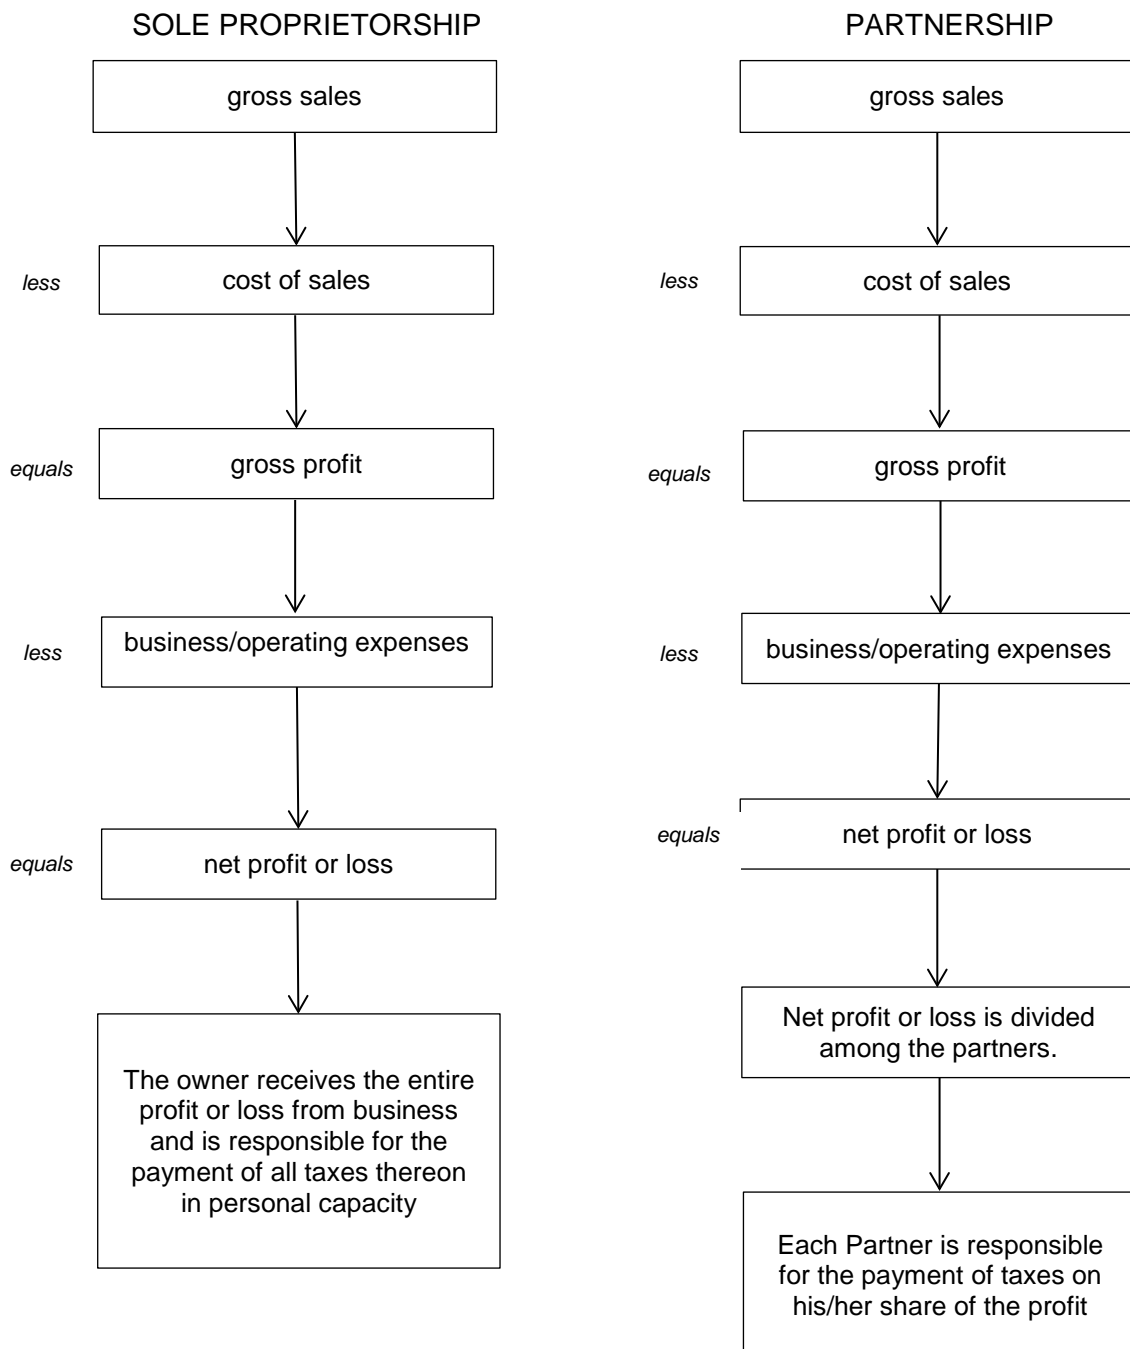 SOLE PROPRIETORSHIP
gross sales
less
cost of sales
equals
gross profit
less
business/operating expenses
equals
net profit or loss
The owner receives the entire
profit or loss from business
and is responsible for the
payment of all taxes thereon
in personal capacity
PARTNERSHIP
gross sales
less
cost of sales
equals
gross profit
less
business/operating expenses
equals
net profit or loss
Net profit or loss is divided
among the partners.
Each Partner is responsible
for the payment of taxes on
his/her share of the profit